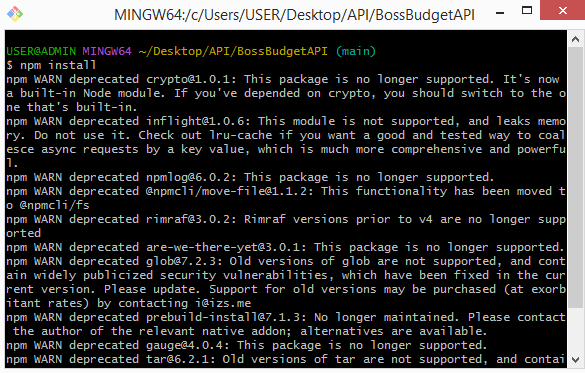 MINGW64:/c/Users/USER/Desktop/API/BossBudgetAPI
USER@ADMIN MINGW64 ~/Desktop/API/BossBudgetAPI (main)
$ npm install
npm WARN deprecated crypto@1.0.1: This package is no longer supported. It's now
a built-in Node module. If you've depended on crypto, you should switch to the o
ne that's built-in.
npm WARN deprecated inflight@1.0.6: This module is not supported, and leaks memo
ry. Do not use it. Check out lru-cache if you want a good and tested way to coal
esce async requests by a key value, which is much more comprehensive and powerfu
l.
npm WARN deprecated npmlog@6.0.2: This package is no longer supported.
npm WARN deprecated @npmcli/move-file@1.1.2: This functionality has been moved t
o @npmcli/fs
npm WARN deprecated rimraf@3.0.2: Rimraf versions prior to v4 are no longer supp
orted
npm WARN deprecated are-we-there-yet@3.0.1: This package is no longer supported.
npm WARN deprecated glob@7.2.3: Old versions of glob are not supported, and cont
ain widely publicized security vulnerabilities, which have been fixed in the cur
rent version. Please update. Support for old versions may be purchased (at exorb
itant rates) by contacting i@izs.me
npm WARN deprecated prebuild-install@7.1.3: No longer maintained. Please contact
the author of the relevant native addon; alternatives are available.
npm WARN deprecated gauge@4.0.4: This package is no longer supported.
npm WARN deprecated tar@6.2.1: Old versions of tar are not supported, and contai